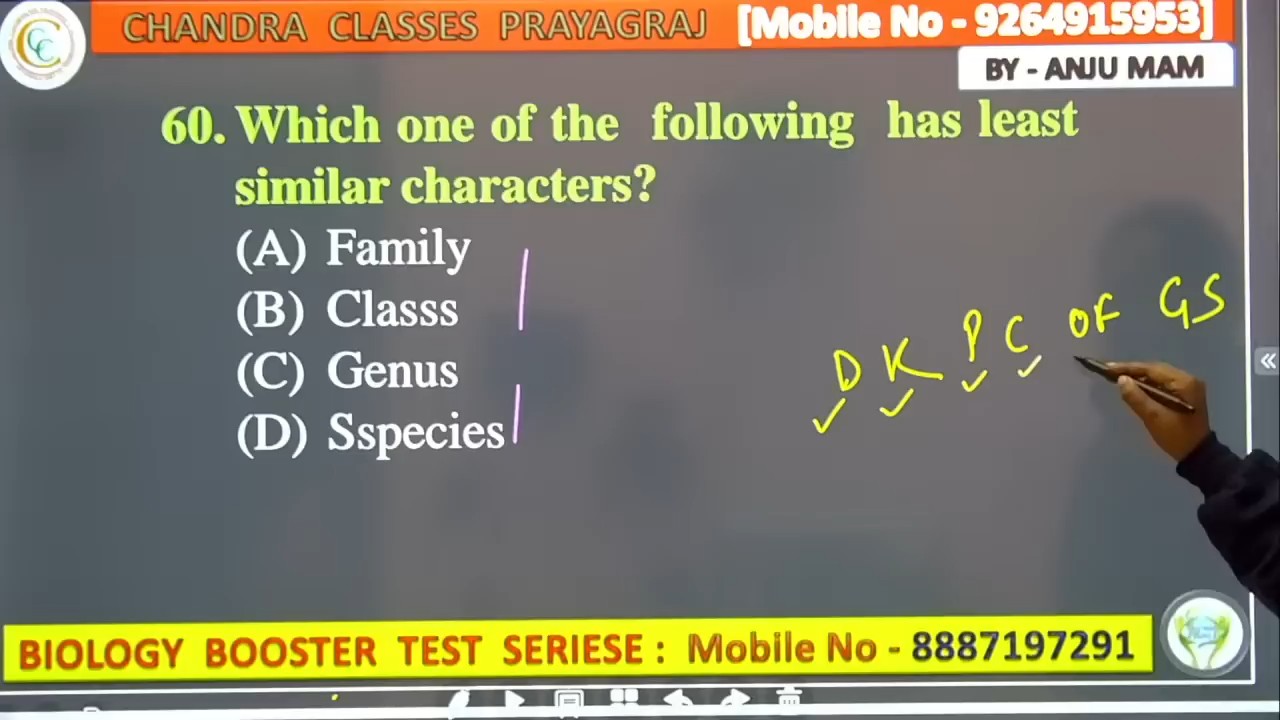 CHANDRA CLASSES PRAYAGRAJ [Mobile No - 9264915953]
BY - ANJU MAM
60. Which one of the following has least
similar characters?
(A) Family
(B) Classs
(C) Genus
(D) Sspecies
D K P C OF GS
BIOLOGY BOOSTER TEST SERIESE : Mobile No - 8887197291